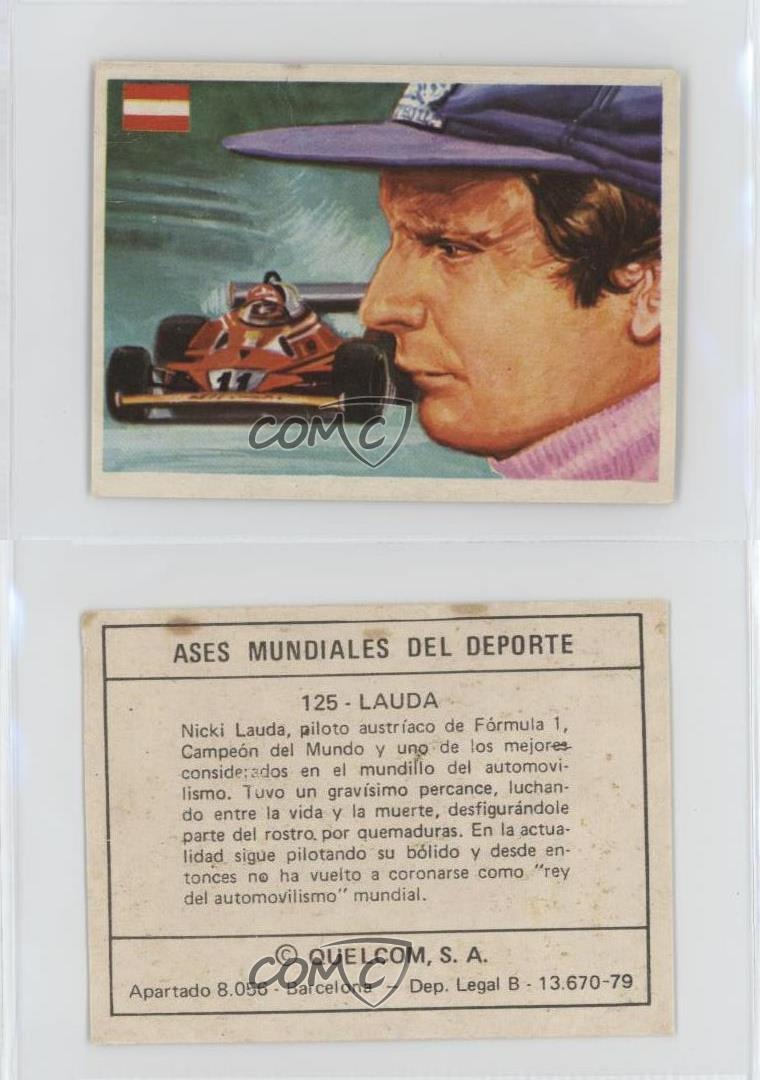 11
COMC
ASES MUNDIALES DEL DEPORTE
125 - LAUDA
Nicki Lauda, piloto austríaco de Fórmula 1,
Campeón del Mundo y uno de los mejores
considerados en el mundillo del automovi-
lismo. Tuvo un gravísimo percance, luchan-
do entre la vida y la muerte, desfigurándole
parte del rostro por quemaduras. En la actua-
lidad sigue pilotando su bólido y desde en-
tonces no ha vuelto a coronarse como "rey
del automovilismo" mundial.
© QUELCOM, S. A.
COMC
Apartado 8.056 - Barcelona - Dep. Legal B - 13.670-79